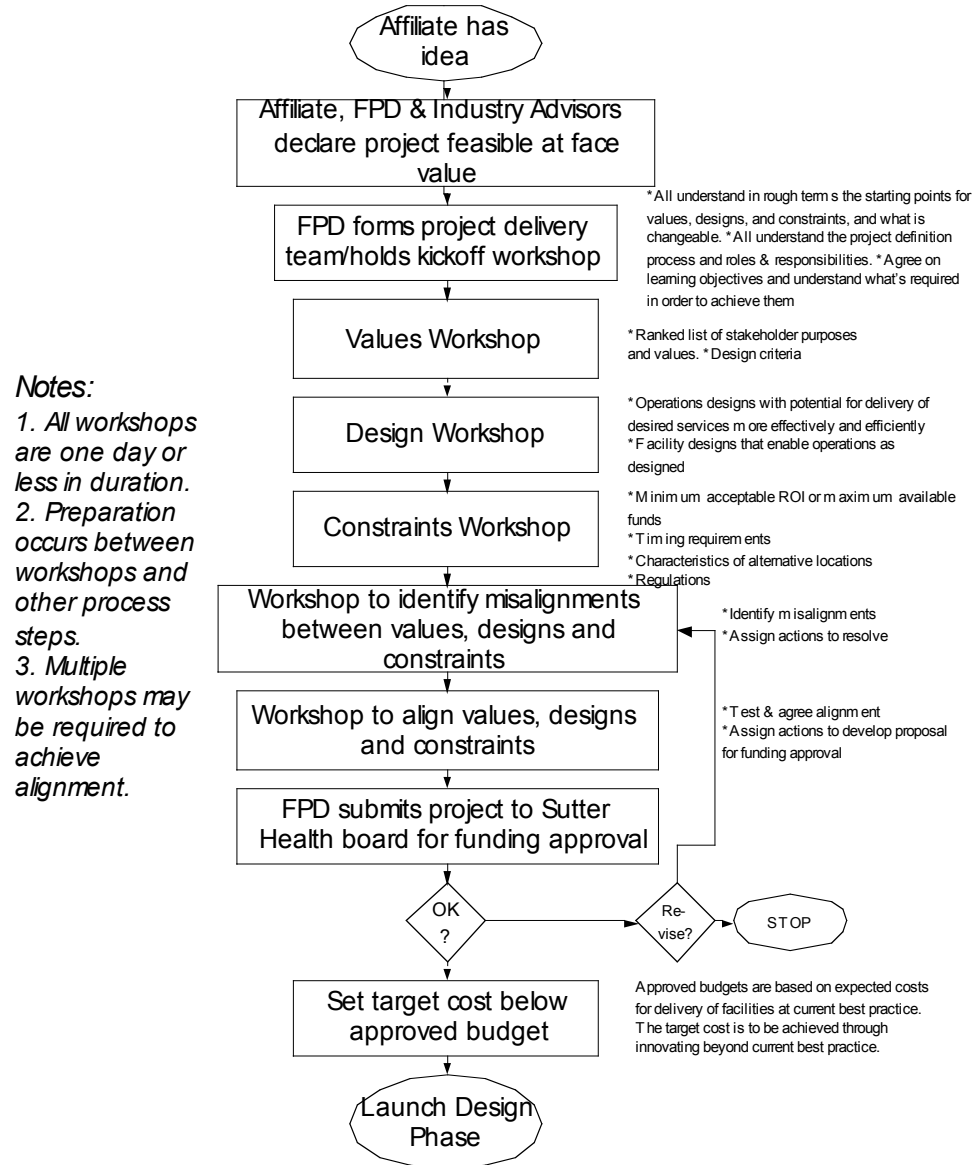 Affiliate has
idea
Affiliate, FPD & Industry Advisors
declare project feasible at face
value
FPD forms project delivery
team/holds kickoff workshop
*All understand in rough terms the starting points for
values, designs, and constraints, and what is
changeable. *All understand the project definition
process and roles & responsibilities. *Agree on
learning objectives and understand what's required
in order to achieve them
Values Workshop
*Ranked list of stakeholder purposes
and values. *Design criteria
Notes:
1. All workshops
are one day or
less in duration.
2. Preparation
occurs between
workshops and
other process
steps.
3. Multiple
workshops may
be required to
achieve
alignment.
Design Workshop
*Operations designs with potential for delivery of
desired services more effectively and efficiently
*Facility designs that enable operations as
designed
Constraints Workshop
*Minimum acceptable ROI or maximum available
funds
*Timing requirements
*Characteristics of alternative locations
*Regulations
Workshop to identify misalignments
between values, designs and
constraints
*Identify misalignments
*Assign actions to resolve
Workshop to align values, designs
and constraints
*Test & agree alignment
*Assign actions to develop proposal
for funding approval
FPD submits project to Sutter
Health board for funding approval
OK
?
Re-
vise?
STOP
Set target cost below
approved budget
Approved budgets are based on expected costs
for delivery of facilities at current best practice.
The target cost is to be achieved through
innovating beyond current best practice.
Launch Design
Phase